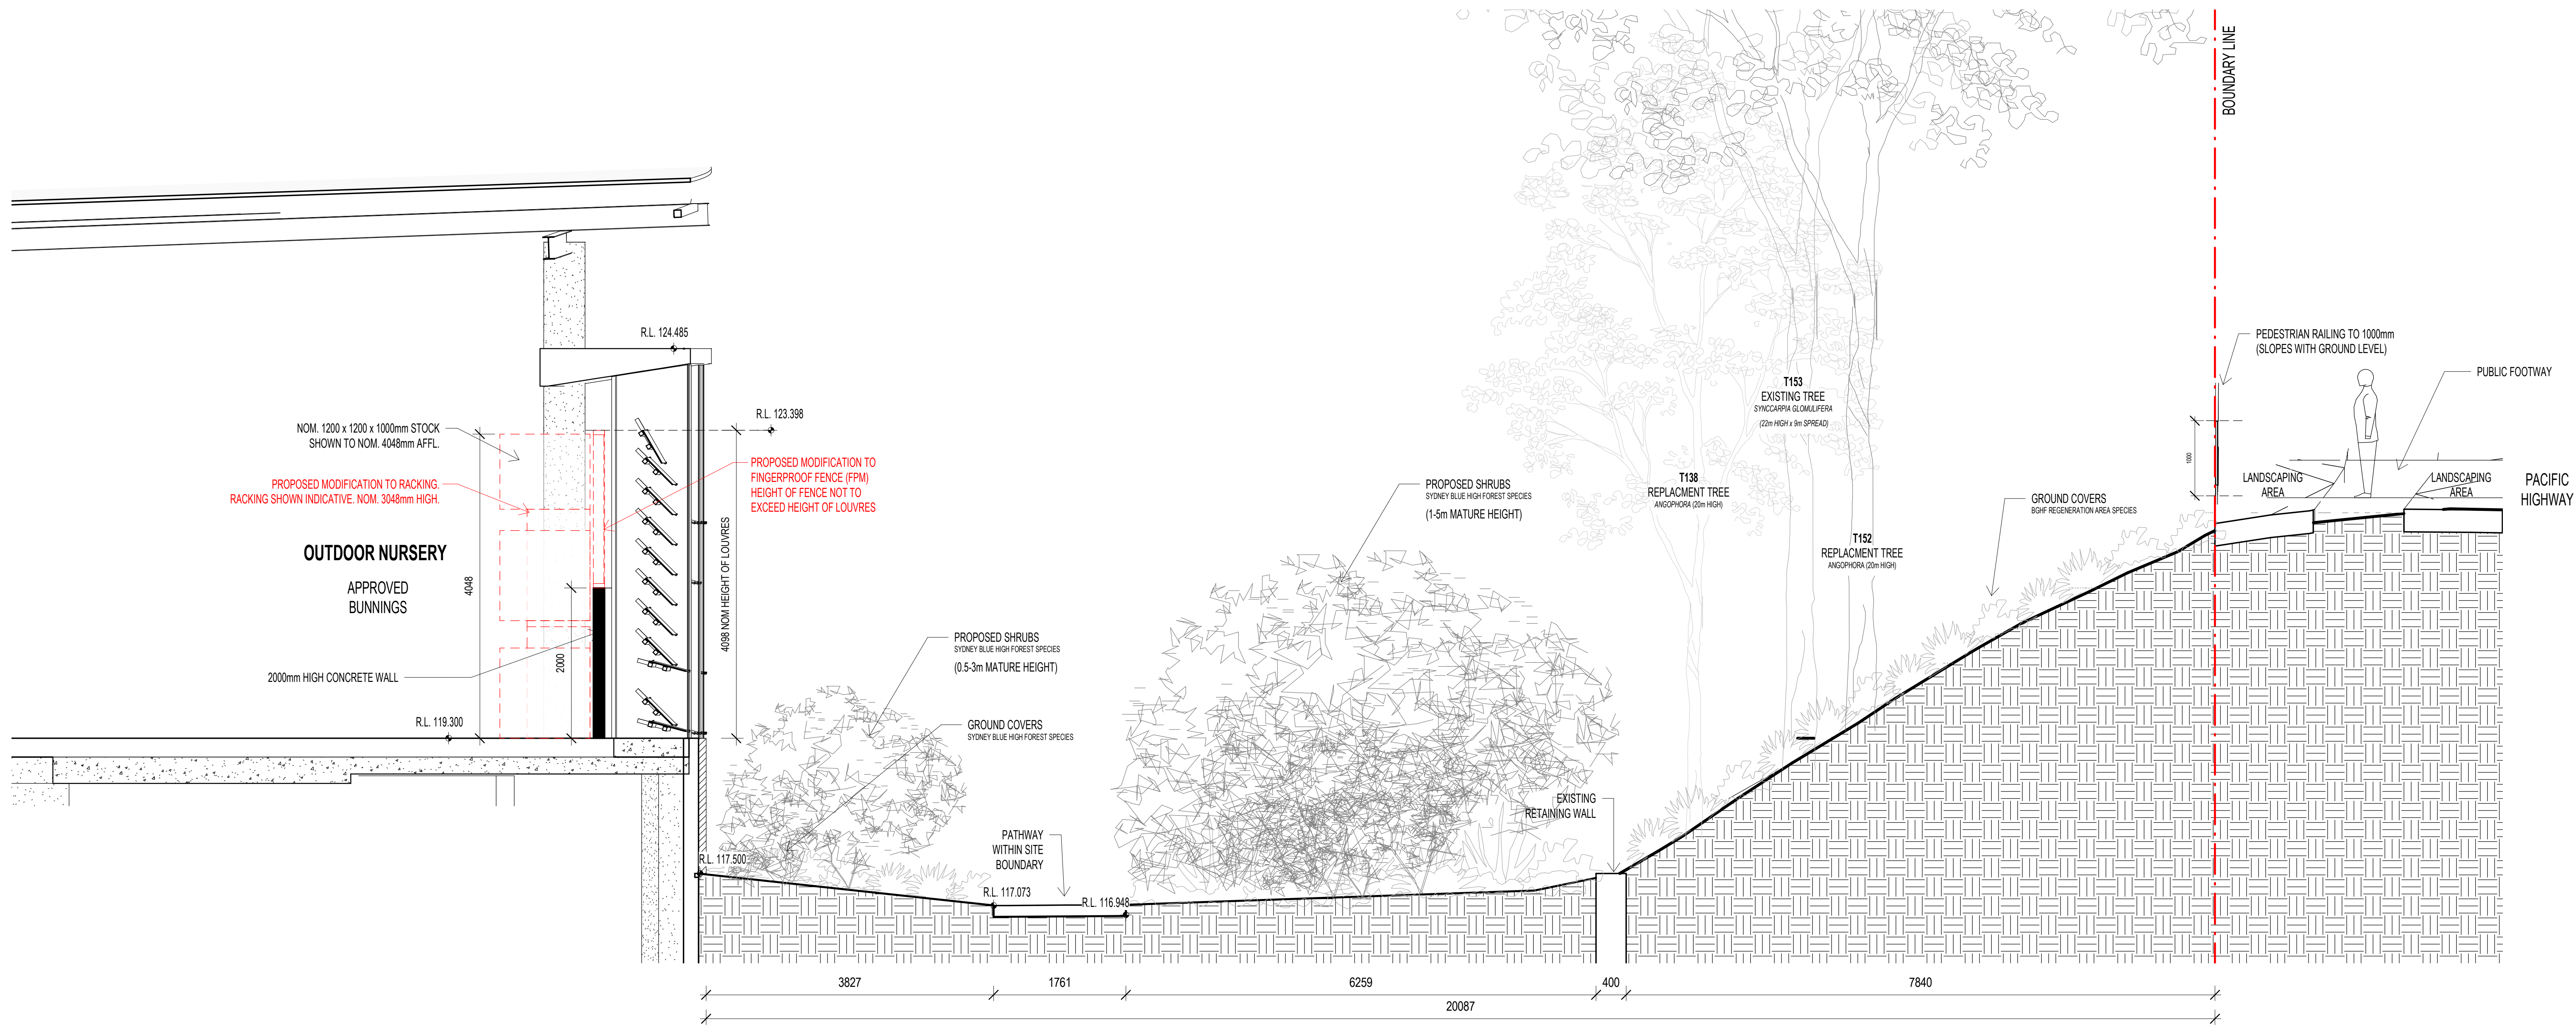 BOUNDARY LINE
R.L. 124.485
R.L. 123.398
NOM. 1200 x 1200 x 1000mm STOCK
SHOWN TO NOM. 4048mm AFFL.
PROPOSED MODIFICATION TO RACKING.
RACKING SHOWN INDICATIVE. NOM. 3048mm HIGH.
OUTDOOR NURSERY
APPROVED
BUNNINGS
4048
2000mm HIGH CONCRETE WALL
2000
R.L. 119.300
PROPOSED MODIFICATION TO
FINGERPROOF FENCE (FPM)
HEIGHT OF FENCE NOT TO
EXCEED HEIGHT OF LOUVRES
4098 NOM HEIGHT OF LOUVRES
PROPOSED SHRUBS
SYDNEY BLUE HIGH FOREST SPECIES
(0.5-3m MATURE HEIGHT)
GROUND COVERS
SYDNEY BLUE HIGH FOREST SPECIES
PATHWAY
WITHIN SITE
BOUNDARY
R.L. 117.500
R.L. 117.073
R.L. 116.948
PROPOSED SHRUBS
SYDNEY BLUE HIGH FOREST SPECIES
(1-5m MATURE HEIGHT)
EXISTING
RETAINING WALL
T153
EXISTING TREE
SYNCCARPIA GLOMULIFERA
(22m HIGH x 9m SPREAD)
T138
REPLACMENT TREE
ANGOPHORA (20m HIGH)
T152
REPLACMENT TREE
ANGOPHORA (20m HIGH)
GROUND COVERS
BGHF REGENERATION AREA SPECIES
PEDESTRIAN RAILING TO 1000mm
(SLOPES WITH GROUND LEVEL)
PUBLIC FOOTWAY
1000
LANDSCAPING
AREA
LANDSCAPING
AREA
PACIFIC
HIGHWAY
3827
1761
6259
400
7840
20087